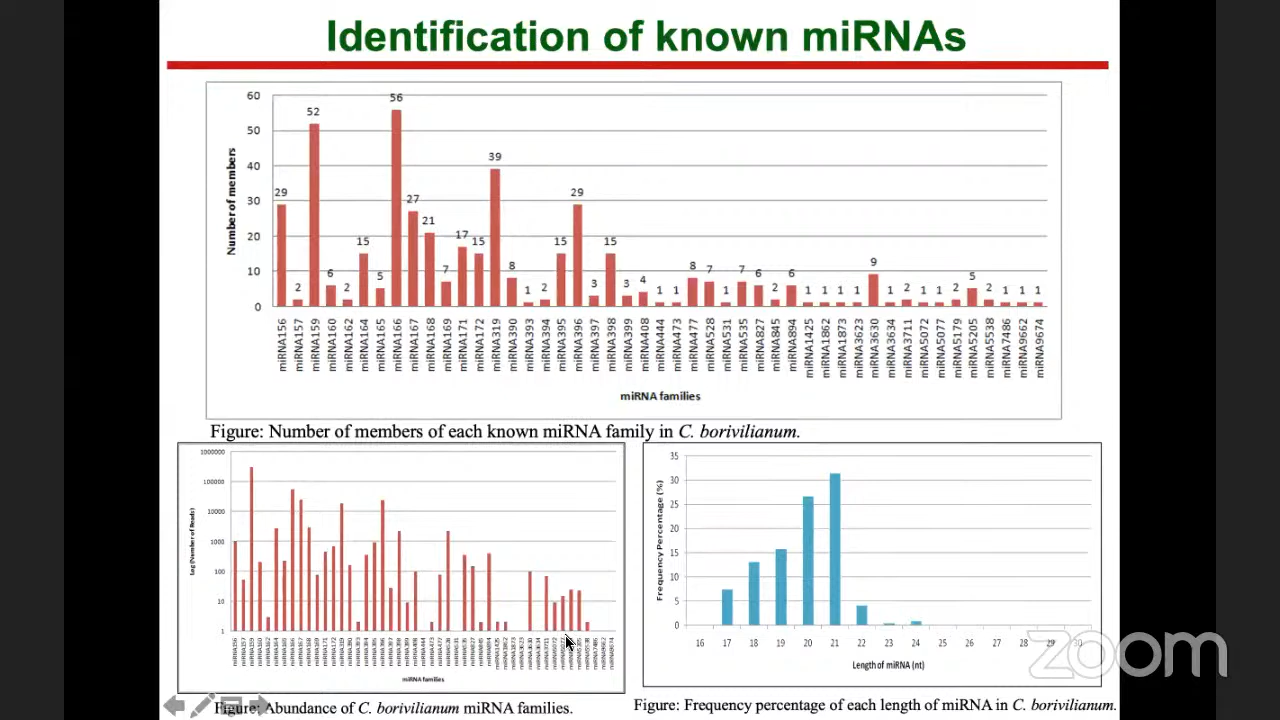 Identification of known miRNAs
Number of members
60
50
40
30
20
10
0
29 2 52 6 2 15 5 56 27 21 7 17 15 39 8 1 2 15 29 3 15 3 4 1 1 8 7 1 7 6 2 6 1 1 1 1 9 1 2 1 1 2 5 2 1 1 1
miRNA156 miRNA157 miRNA159 miRNA160 miRNA162 miRNA164 miRNA165 miRNA166 miRNA167 miRNA168 miRNA169 miRNA171 miRNA172 miRNA319 miRNA390 miRNA393 miRNA394 miRNA395 miRNA396 miRNA397 miRNA398 miRNA399 miRNA408 miRNA444 miRNA473 miRNA477 miRNA528 miRNA531 miRNA535 miRNA827 miRNA845 miRNA894 miRNA1425 miRNA1862 miRNA1873 miRNA3623 miRNA3630 miRNA3634 miRNA3711 miRNA5072 miRNA5077 miRNA5179 miRNA5205 miRNA5538 miRNA7486 miRNA9662 miRNA9674
miRNA families
Figure: Number of members of each known miRNA family in C. borivilianum.
Log (Number of Reads)
1000000
100000
10000
1000
100
10
1
miRNA families
Figure: Abundance of C. borivilianum miRNA families.
Frequency Percentage (%)
35
30
25
20
15
10
5
0
16 17 18 19 20 21 22 23 24 25 26 27 28 29 30
Length of miRNA (nt)
Figure: Frequency percentage of each length of miRNA in C. borivilianum.
zoom